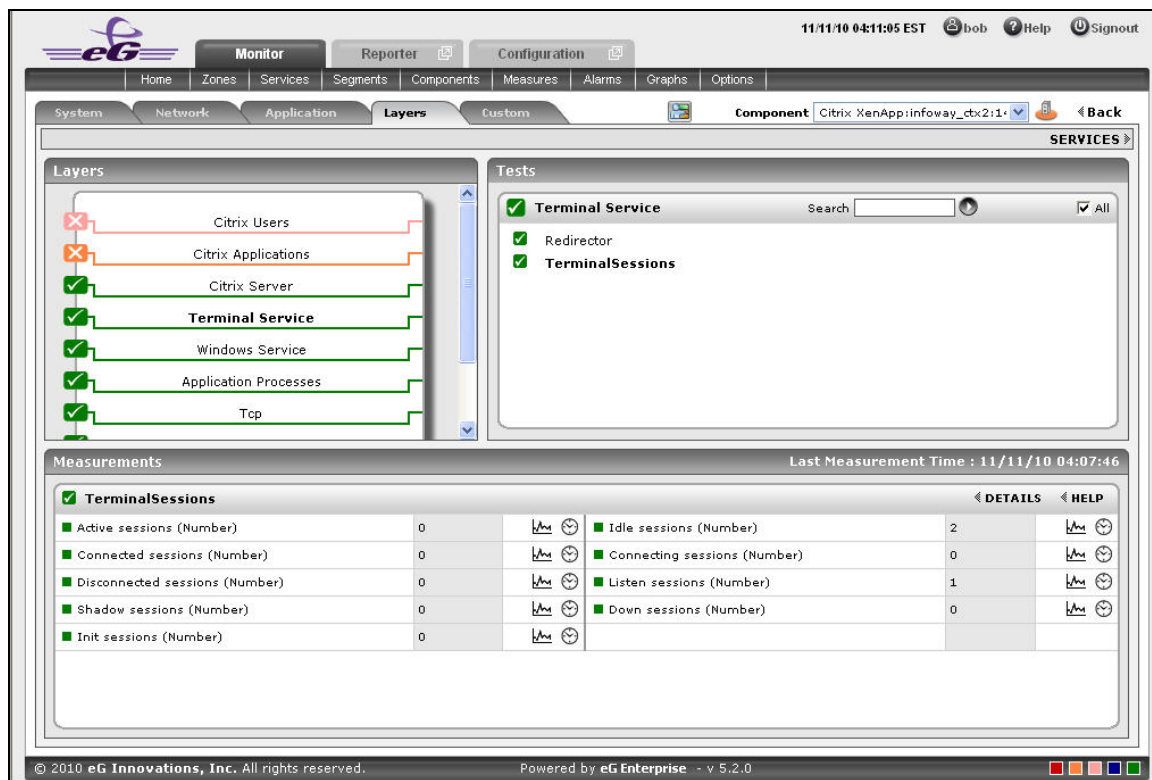 11/11/10 04:11:05 EST bob Help Signout
eG
Monitor Reporter Configuration
Home Zones Services Segments Components Measures Alarms Graphs Options
System Network Application Layers Custom
Component Citrix XenApp:infoway_ctx2:14 Back
SERVICES
Layers
Citrix Users
Citrix Applications
Citrix Server
Terminal Service
Windows Service
Application Processes
Tcp
Tests
Terminal Service Search All
Redirector
TerminalSessions
Measurements Last Measurement Time : 11/11/10 04:07:46
TerminalSessions DETAILS HELP
Active sessions (Number) 0 Idle sessions (Number) 2
Connected sessions (Number) 0 Connecting sessions (Number) 0
Disconnected sessions (Number) 0 Listen sessions (Number) 1
Shadow sessions (Number) 0 Down sessions (Number) 0
Init sessions (Number) 0
© 2010 eG Innovations, Inc. All rights reserved. Powered by eG Enterprise - v 5.2.0